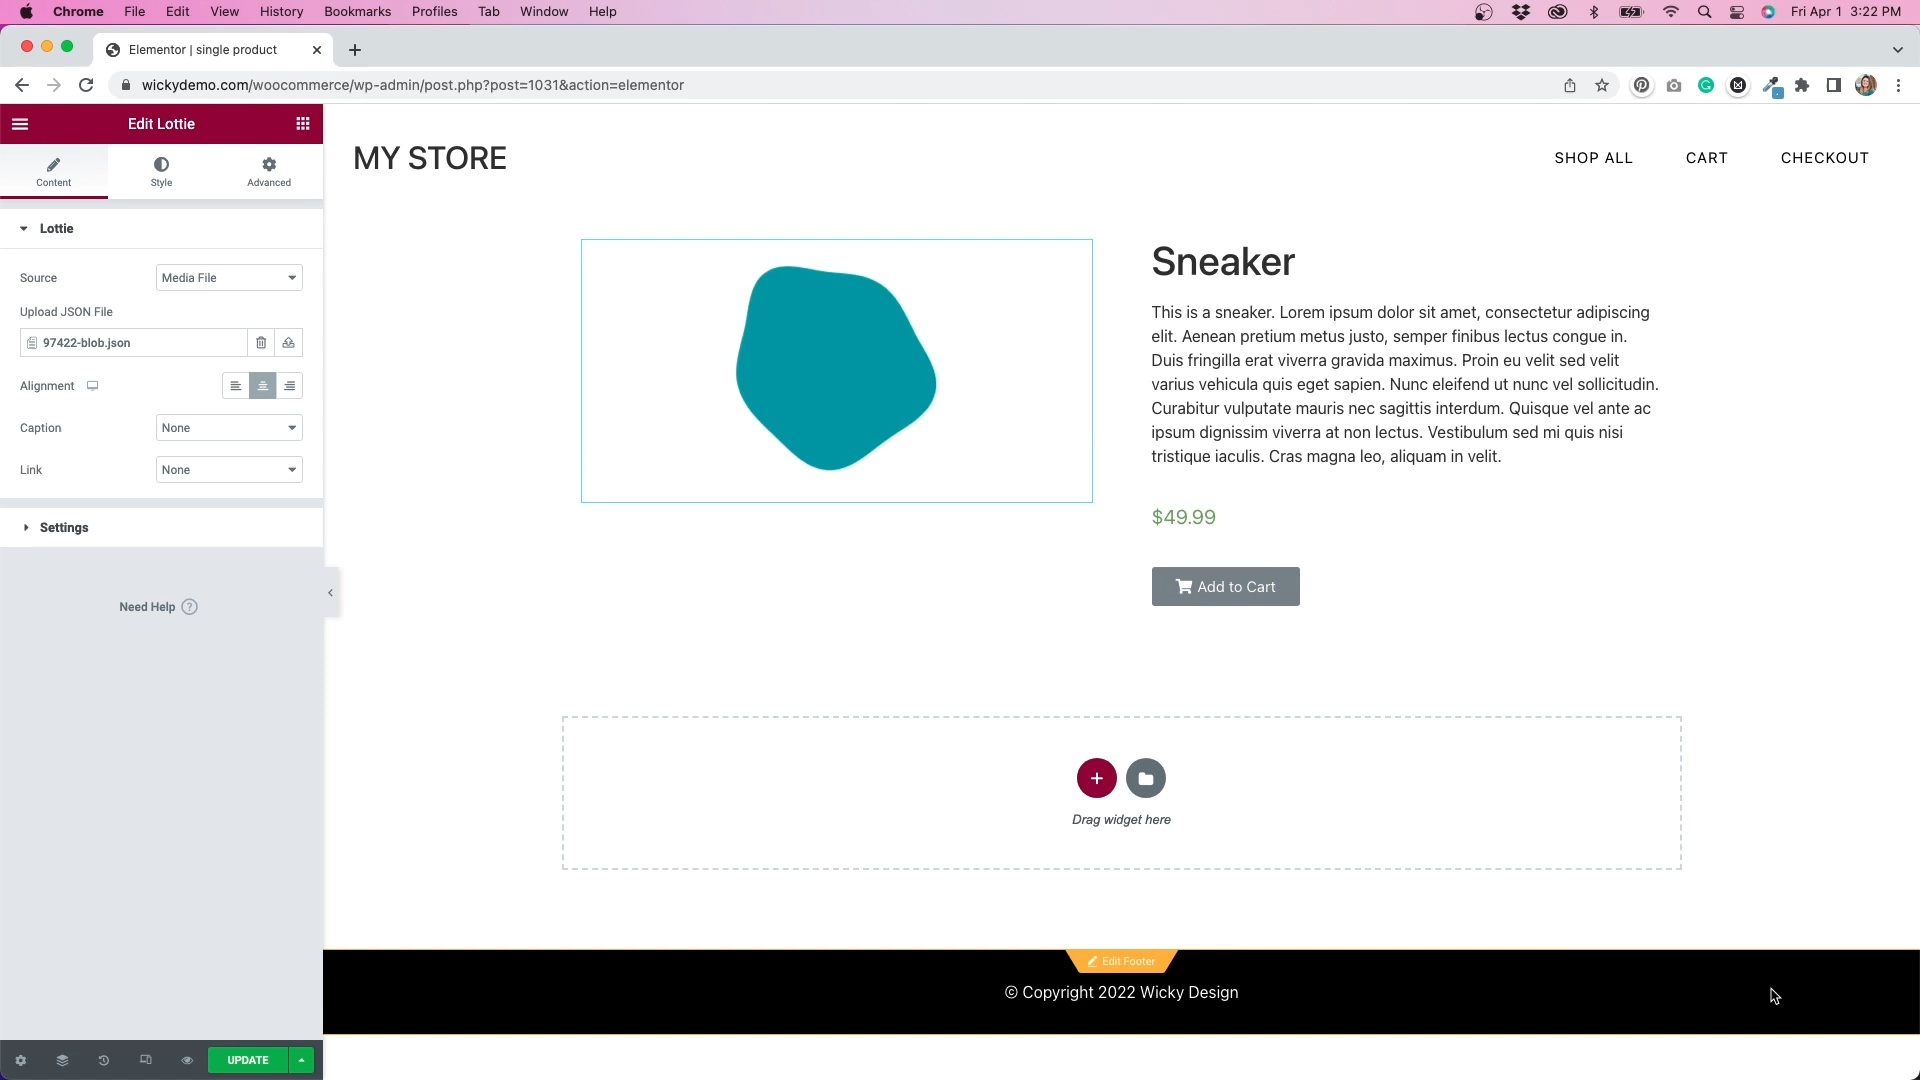 Chrome File Edit View History Bookmarks Profiles Tab Window Help Fri Apr 1 3:22 PM
Elementor | single product
wickydemo.com/woocommerce/wp-admin/post.php?post=1031&action=elementor
Edit Lottie
Content Style Advanced
Lottie
Source Media File
Upload JSON File
97422-blob.json
Alignment
Caption None
Link None
Settings
Need Help ?
UPDATE
MY STORE SHOP ALL CART CHECKOUT
Sneaker
This is a sneaker. Lorem ipsum dolor sit amet, consectetur adipiscing
elit. Aenean pretium metus justo, semper finibus lectus congue in.
Duis fringilla erat viverra gravida maximus. Proin eu velit sed velit
varius vehicula quis eget sapien. Nunc eleifend ut nunc vel sollicitudin.
Curabitur vulputate mauris nec sagittis interdum. Quisque vel ante ac
ipsum dignissim viverra at non lectus. Vestibulum sed mi quis nisi
tristique iaculis. Cras magna leo, aliquam in velit.
$49.99
Add to Cart
Drag widget here
Edit Footer
© Copyright 2022 Wicky Design